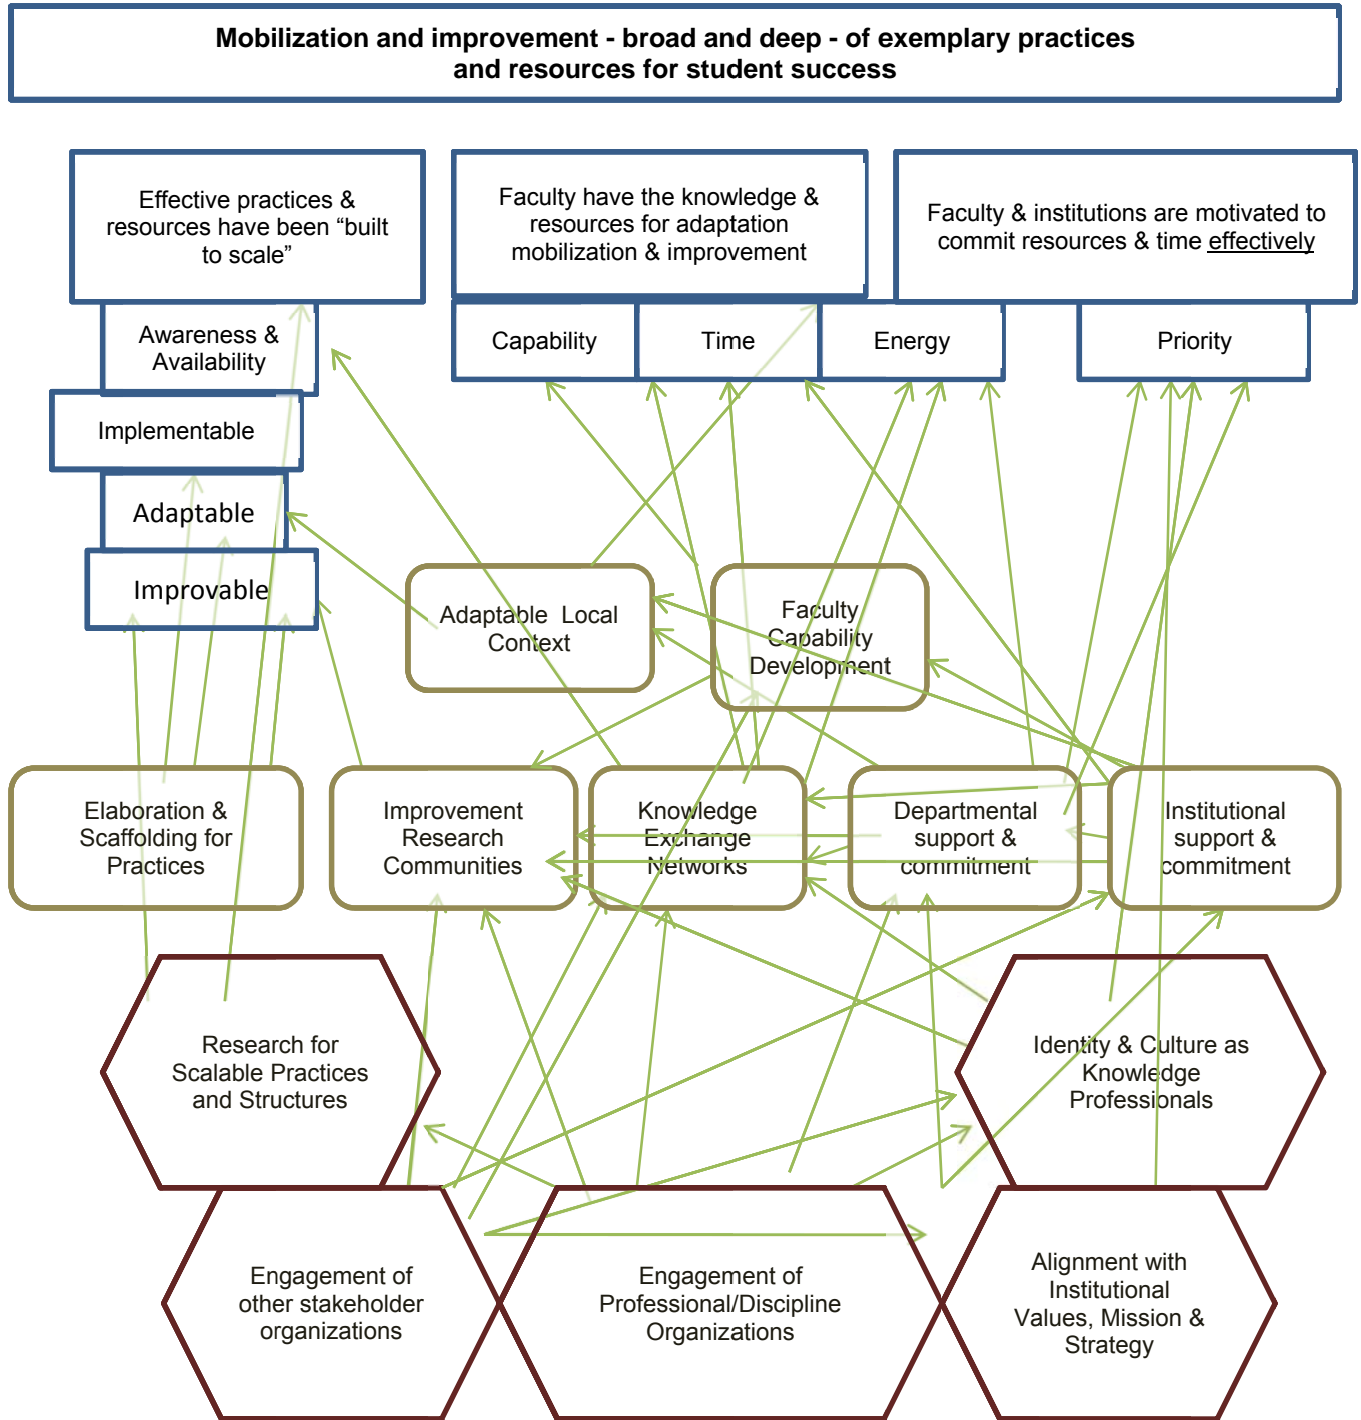 Mobilization and improvement - broad and deep - of exemplary practices
and resources for student success
Effective practices &
resources have been “built
to scale”
Faculty have the knowledge &
resources for adaptation
mobilization & improvement
Faculty & institutions are motivated to
commit resources & time effectively
Awareness &
Availability
Capability
Time
Energy
Priority
Implementable
Adaptable
Improvable
Adaptable Local
Context
Faculty
Capability
Development
Elaboration &
Scaffolding for
Practices
Improvement
Research
Communities
Knowledge
Exchange
Networks
Departmental
support &
commitment
Institutional
support &
commitment
Research for
Scalable Practices
and Structures
Identity & Culture as
Knowledge
Professionals
Engagement of
other stakeholder
organizations
Engagement of
Professional/Discipline
Organizations
Alignment with
Institutional
Values, Mission &
Strategy